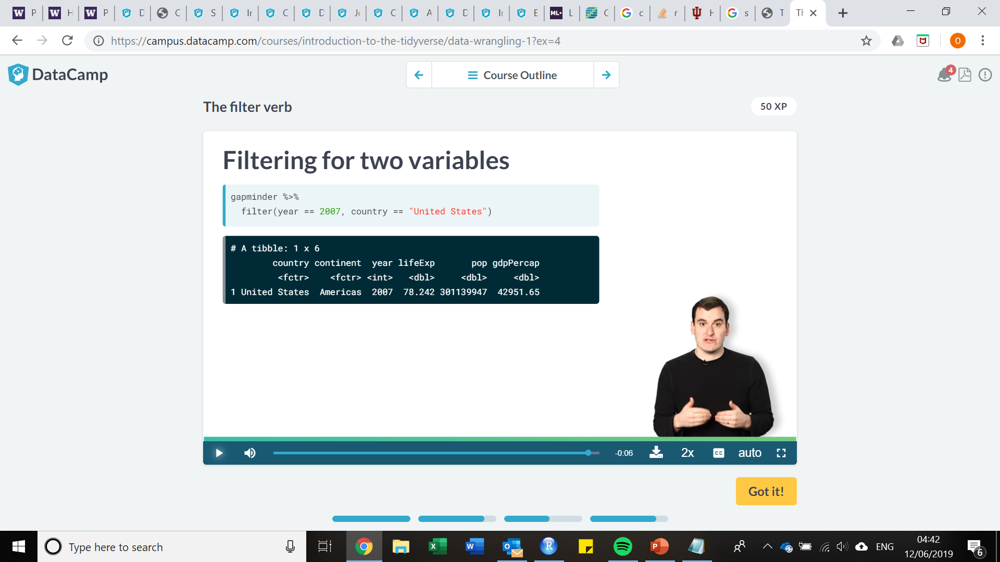 W P W H W P D C S Ir C D Jc C A D Ir E ML+ L C G c r H G s T Th
https://campus.datacamp.com/courses/introduction-to-the-tidyverse/data-wrangling-1?ex=4 O
DataCamp
Course Outline
4
The filter verb
50 XP
Filtering for two variables
gapminder %>%
filter(year == 2007, country == "United States")
# A tibble: 1 x 6
country continent year lifeExp pop gdpPercap
<fctr> <fctr> <int> <dbl> <dbl> <dbl>
1 United States Americas 2007 78.242 301139947 42951.65
-0:06 2x CC auto
Got it!
Type here to search
ENG
04:42
12/06/2019
6